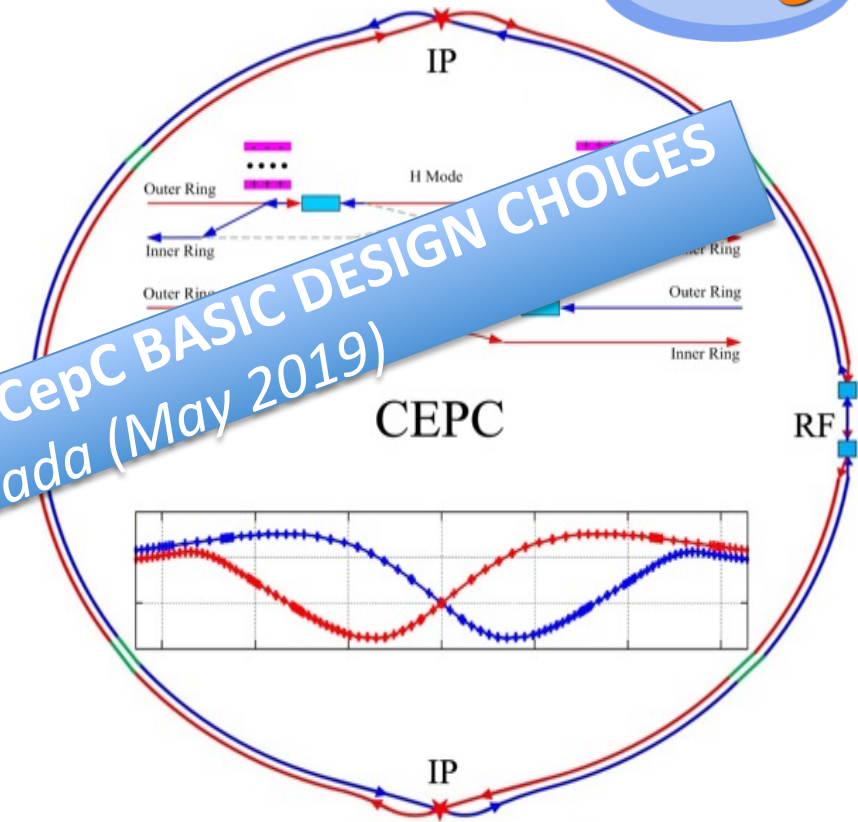 IP
H Mode
Outer Ring
Inner Ring
Ring
Outer
Outer Ring
Inner Ring
CepC BASIC DESIGN CHOICES
(May 2019)
CEPC
RF
IP